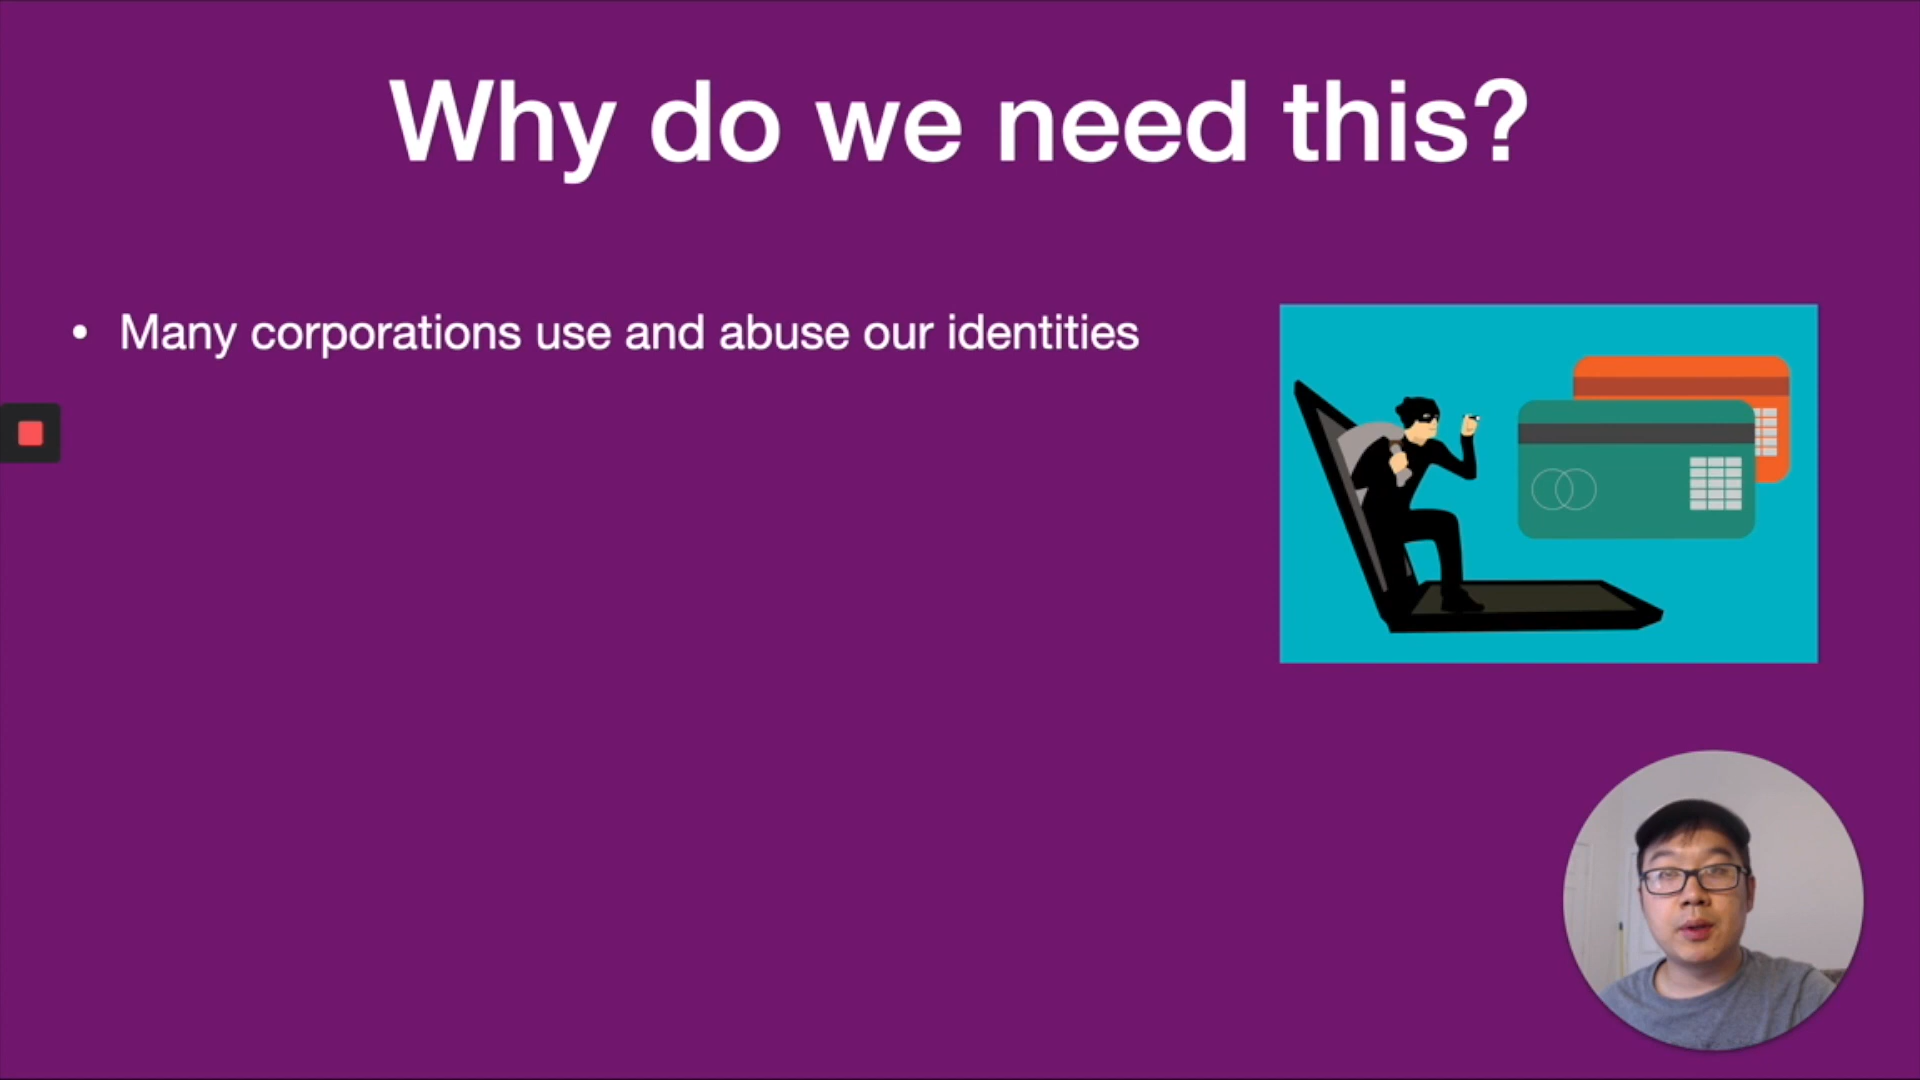 Why do we need this?
• Many corporations use and abuse our identities